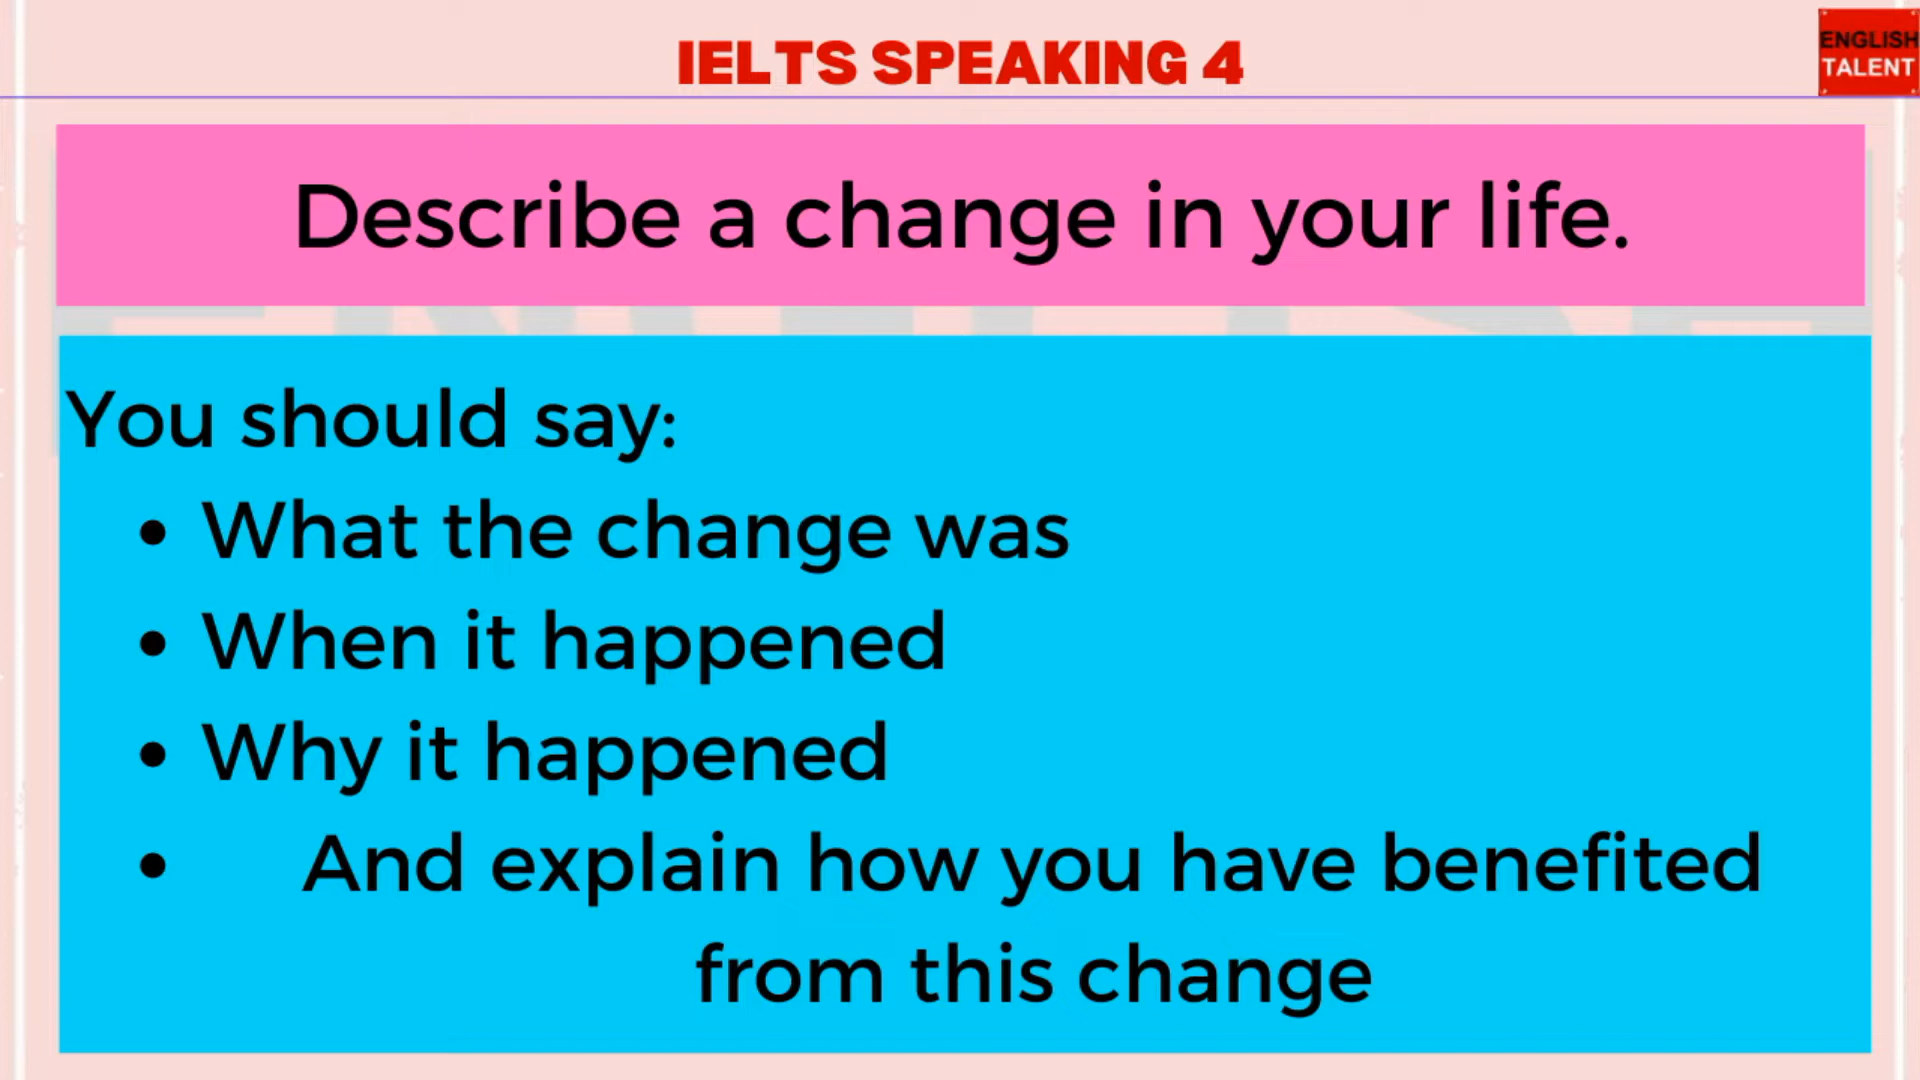 IELTS SPEAKING 4
ENGLISH
TALENT
Describe a change in your life.
You should say:
• What the change was
• When it happened
• Why it happened
• And explain how you have benefited
from this change